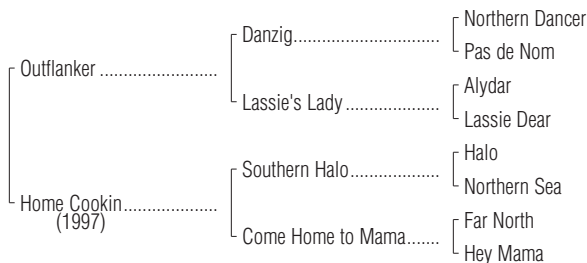 Northern Dancer
Danzig......................................
Pas de Nom
Outflanker ..............................
Alydar
Lassie's Lady ........................
Lassie Dear
Halo
Southern Halo.......................
Northern Sea
Home Cookin........................
(1997)
Far North
Come Home to Mama........
Hey Mama